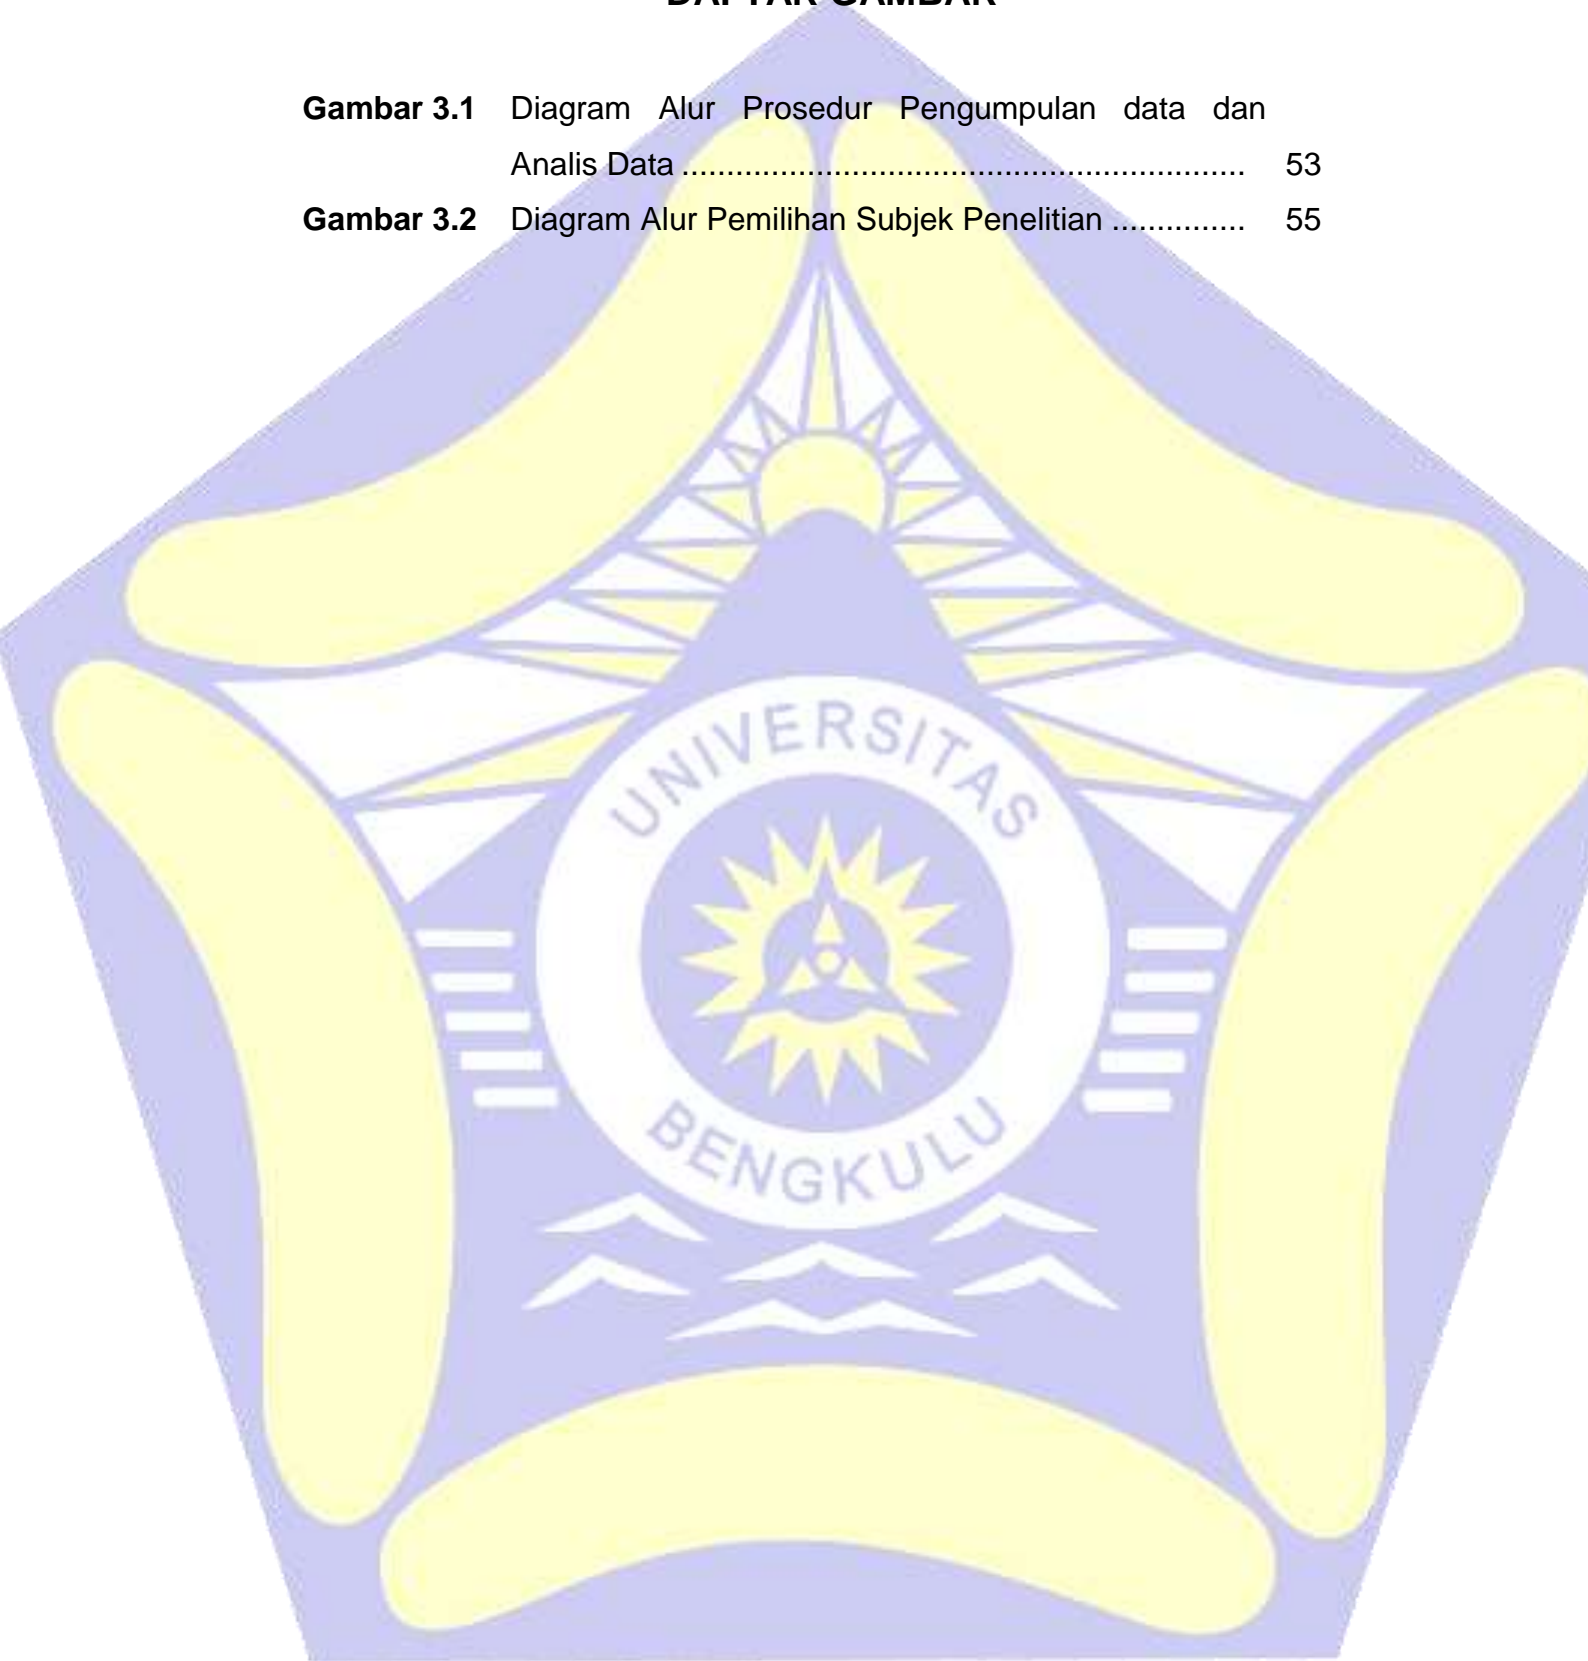 DAFTAR GAMBAR
Gambar 3.1 Diagram Alur Prosedur Pengumpulan data dan
Analis Data ............................................................... 53
Gambar 3.2 Diagram Alur Pemilihan Subjek Penelitian ............... 55
UNIVERSITAS
BENGKULU